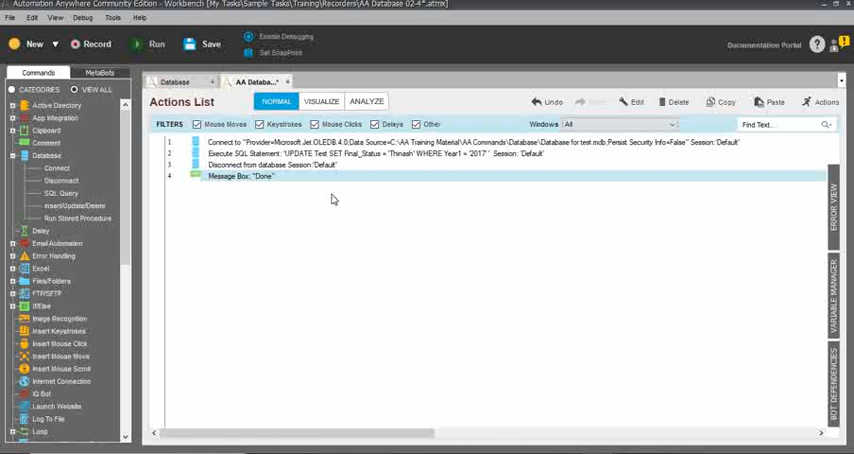 Automation Anywhere Community Edition - Workbench [My Tasks\Sample Tasks\Training\Recorders\AA Database 02-4*.atmx]
File Edit View Debug Tools Help
New Record Run Save Enable Debugging
Set SnapPoint
Documentation Portal
Commands MetaBots
Database AA Databa...*
CATEGORIES VIEW ALL
Actions List NORMAL VISUALIZE ANALYZE Undo Redo Edit Delete Copy Paste Actions
FILTERS Mouse Moves Keystrokes Mouse Clicks Delays Other Windows All Find Text...
1 Connect to "Provider=Microsoft.Jet.OLEDB.4.0;Data Source=C:\AA Training Material\AA Commands\Database\Database for test.mdb;Persist Security Info=False" Session:'Default'
2 Execute SQL Statement: 'UPDATE Test SET Final_Status = 'Thinash' WHERE Year1 = '2017 ' Session: 'Default'
3 Disconnect from database Session:'Default'
4 Message Box: "Done"
Active Directory
App Integration
Clipboard
Comment
Database
Connect
Disconnect
SQL Query
Insert/Update/Delete
Run Stored Procedure
Delay
Email Automation
Error Handling
Excel
Files/Folders
FTP/SFTP
If/Else
Image Recognition
Insert Keystrokes
Insert Mouse Click
Insert Mouse Move
Insert Mouse Scroll
Internet Connection
IQ Bot
Launch Website
Log To File
Loop
ERROR VIEW
VARIABLE MANAGER
BOT DEPENDENCIES